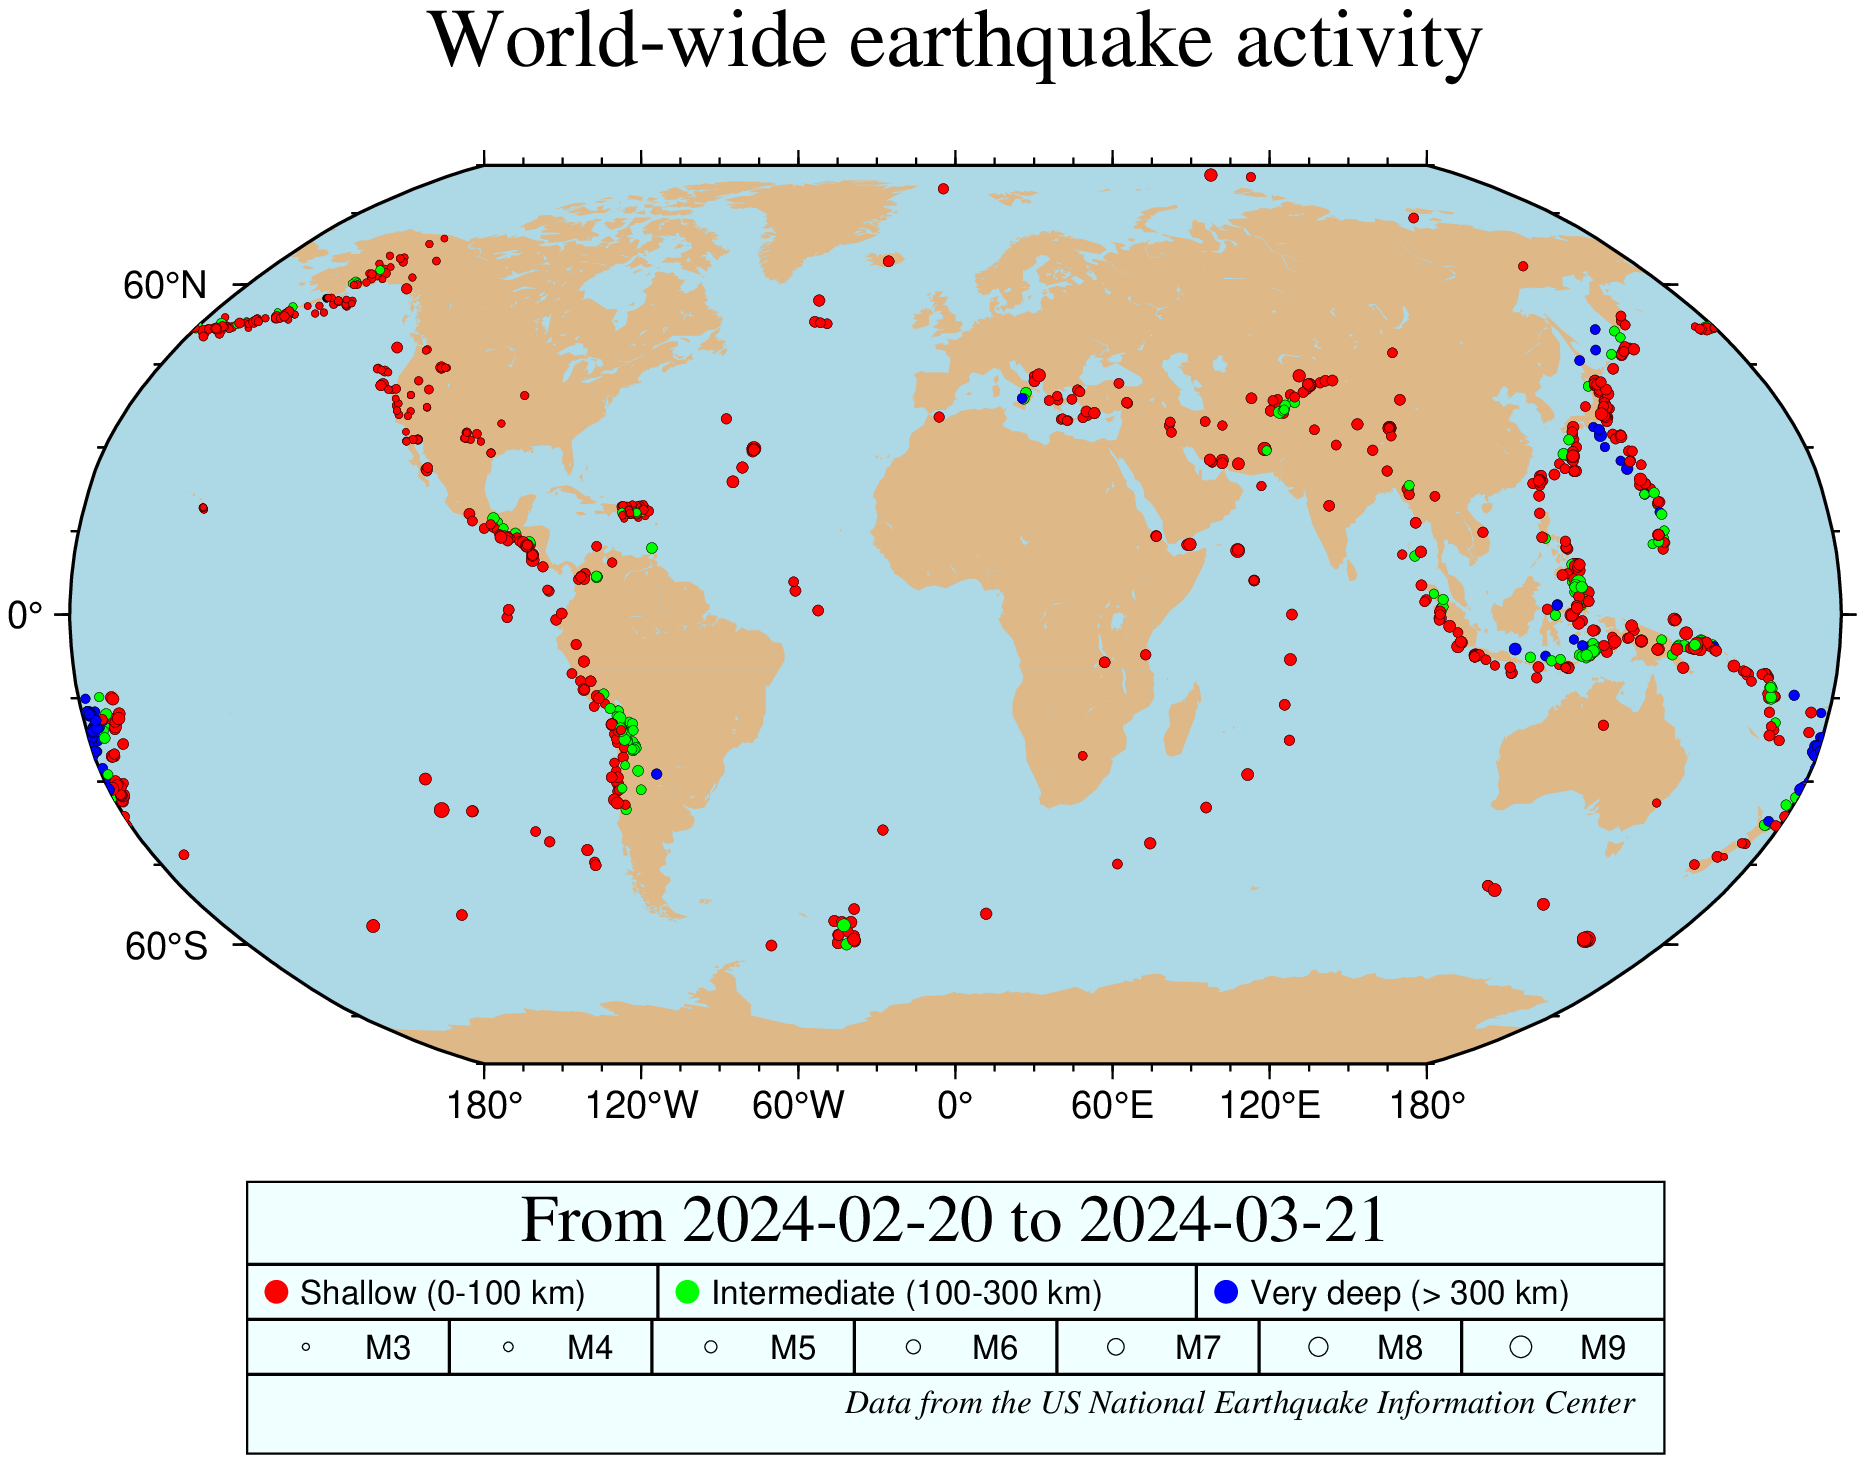 World-wide earthquake activity
60°N
0°
60°S
180° 120°W 60°W 0° 60°E 120°E 180°
From 2024-02-20 to 2024-03-21
Shallow (0-100 km) Intermediate (100-300 km) Very deep (> 300 km)
M3 M4 M5 M6 M7 M8 M9
Data from the US National Earthquake Information Center